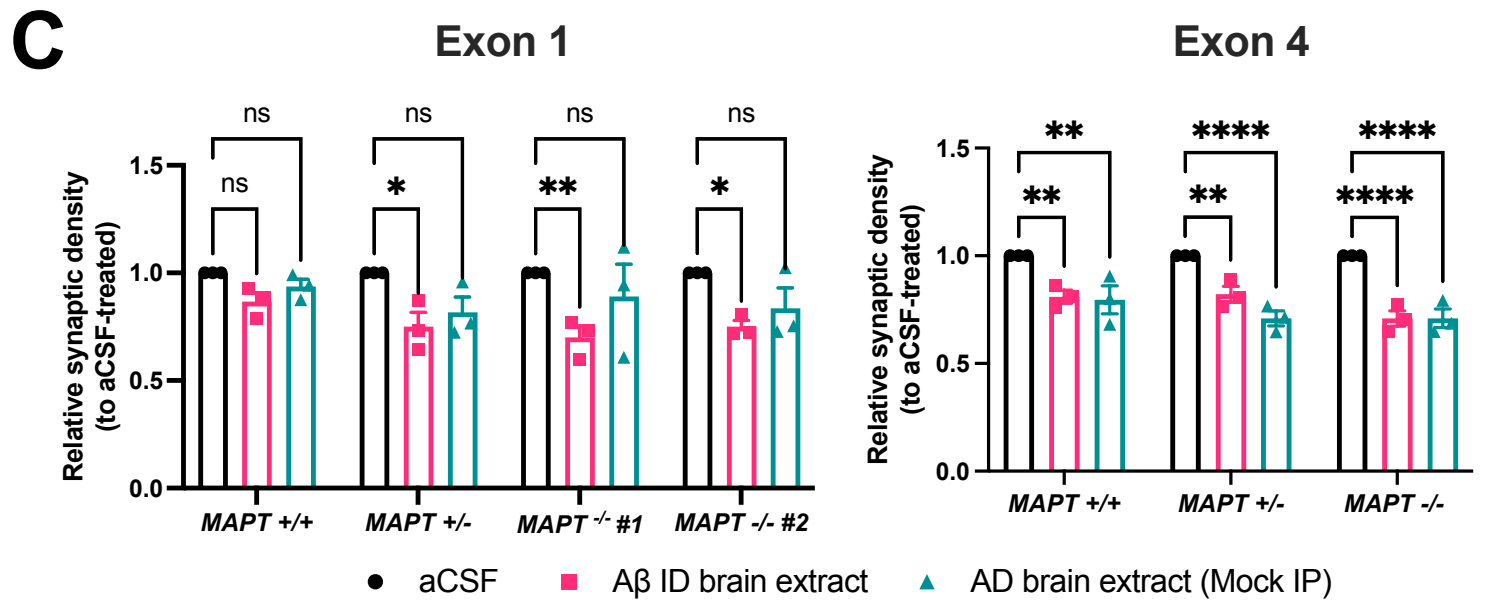 C
Exon 1
Exon 4
Relative synaptic density
(to aCSF-treated)
1.5
1.0
0.5
0.0
ns
ns
ns
ns
ns
*
**
*
MAPT +/+
MAPT +/-
MAPT -/- #1
MAPT -/- #2
Relative synaptic density
(to aCSF-treated)
1.5
1.0
0.5
0.0
**
****
****
**
**
****
MAPT +/+
MAPT +/-
MAPT -/-
aCSF
Aβ ID brain extract
AD brain extract (Mock IP)